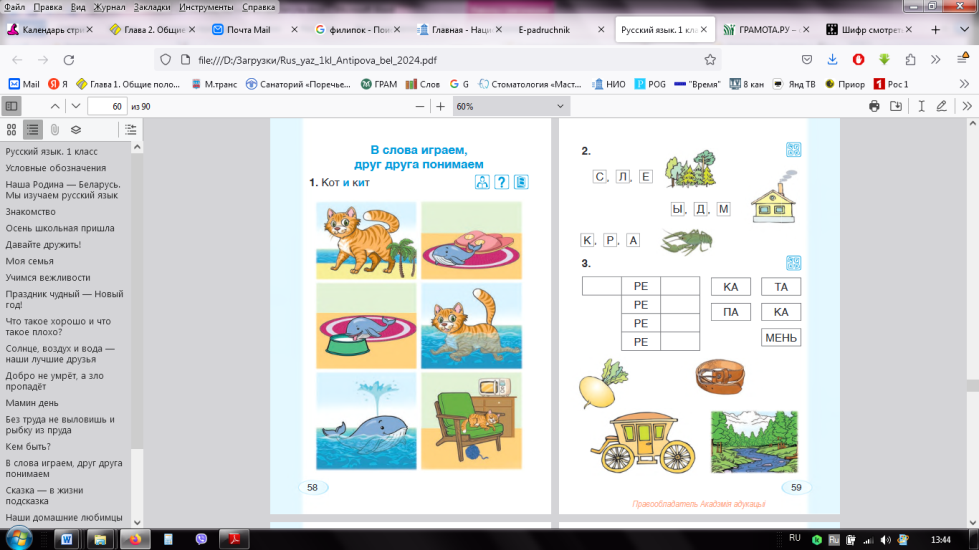 Файл Правка Вид Журнал Закладки Инструменты Справка
Календарь стри
Глава 2. Общие
Почта Mail
филипок - Пои
Главная - Наци
E-padruchnik
Русский язык. 1 кла
ГРАМОТА.РУ –
Шифр смотреть
file:///D:/Загрузки/Rus_yaz_1kl_Antipova_bel_2024.pdf
Mail Я Глава 1. Общие поло... М.транс Санаторий «Поречье... ГРАМ Слов G Стоматология «Маст... НИО POG "Время" 8 кан Янд ТВ Приор Рос 1
60 из 90
60%
Русский язык. 1 класс
Условные обозначения
Наша Родина — Беларусь.
Мы изучаем русский язык
Знакомство
Осень школьная пришла
Давайте дружить!
Моя семья
Учимся вежливости
Праздник чудный — Новый
год!
Что такое хорошо и что
такое плохо?
Солнце, воздух и вода —
наши лучшие друзья
Добро не умрёт, а зло
пропадёт
Мамин день
Без труда не выловишь и
рыбку из пруда
Кем быть?
В слова играем, друг друга
понимаем
Сказка — в жизни
подсказка
Наши домашние любимцы
В слова играем,
друг друга понимаем
1. Кот и кит
58
2.
С, Л, Е
Ы, Д, М
К, Р, А
3.
РЕ КА ТА
РЕ ПА КА
РЕ МЕНЬ
РЕ
59
Правообладатель Акадэмія адукацыі
RU
13:44